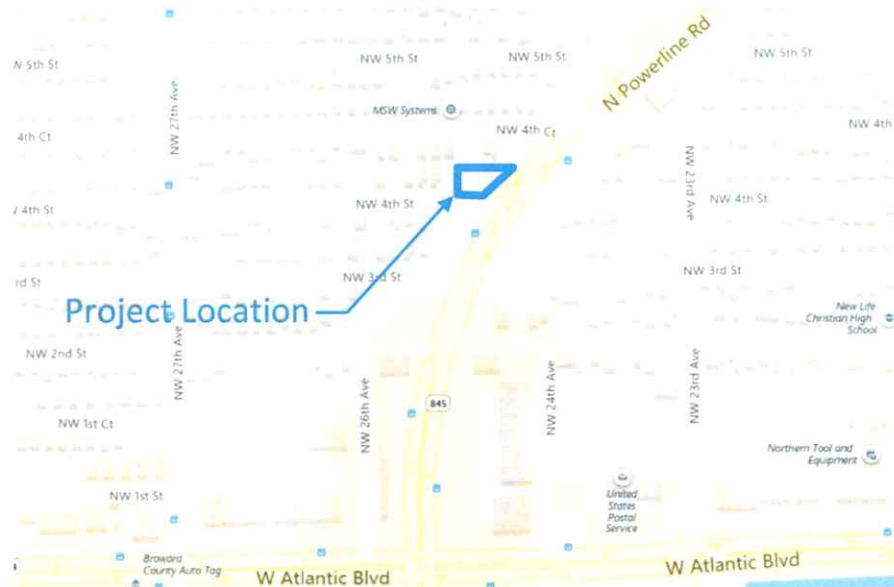 N Powerline Rd
NW 5th St
NW 5th St
NW 5th St
N 5th St
NW 27th Ave
MSW Systems
NW 4th Ct
NW 4th
4th Ct
NW 23rd Ave
NW 4th St
NW 4th St
4th St
NW 3rd St
NW 3rd St
rd St
Project Location
New Life
Christian High
School
NW 2nd St
NW 27th Ave
NW 26th Ave
845
NW 24th Ave
NW 23rd Ave
NW 1st Ct
Northern Tool and
Equipment
NW 1st St
United
States
Postal
Service
Broward
County Auto Tag
W Atlantic Blvd
W Atlantic Blvd